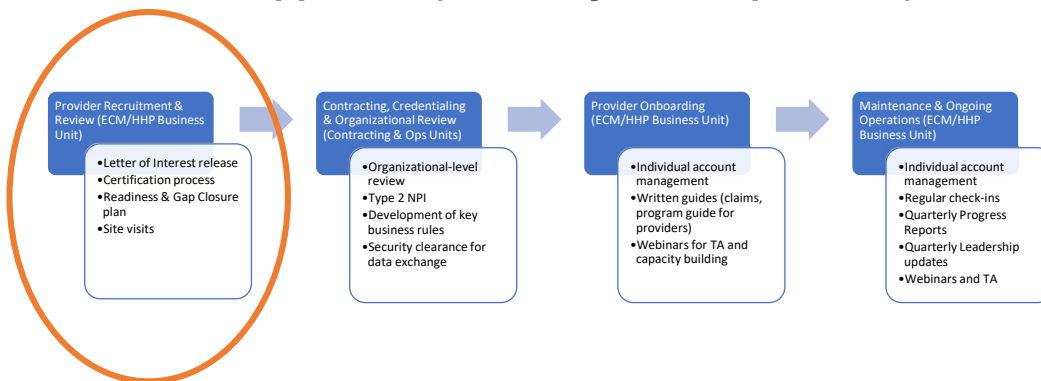 Provider Recruitment &
Review (ECM/HHP Business
Unit)
•Letter of Interest release
•Certification process
•Readiness & Gap Closure
plan
•Site visits
Contracting, Credentialing
& Organizational Review
(Contracting & Ops Units)
•Organizational-level
review
•Type 2 NPI
•Development of key
business rules
•Security clearance for
data exchange
Provider Onboarding
(ECM/HHP Business Unit)
•Individual account
management
•Written guides (claims,
program guide for
providers)
•Webinars for TA and
capacity building
Maintenance & Ongoing
Operations (ECM/HHP
Business Unit)
•Individual account
management
•Regular check-ins
•Quarterly Progress
Reports
•Quarterly Leadership
updates
•Webinars and TA